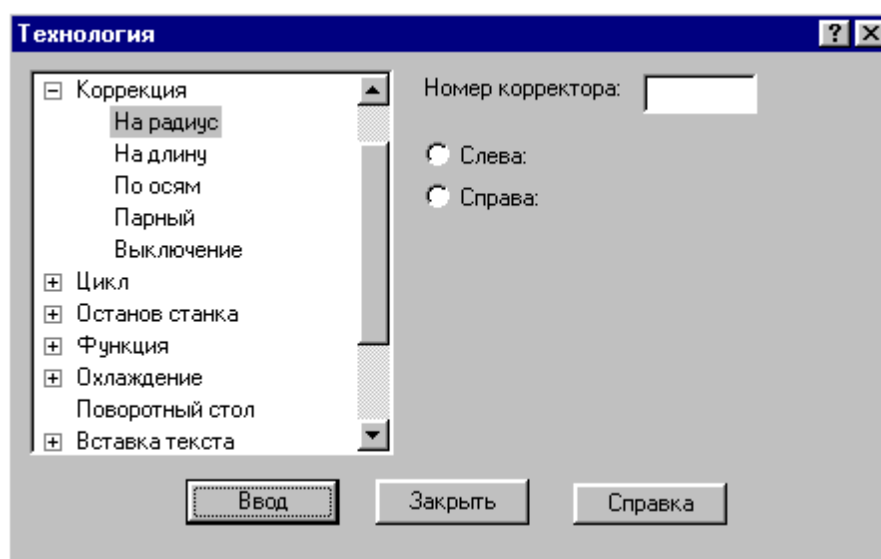 Технология
Коррекция
На радиус
На длину
По осям
Парный
Выключение
Цикл
Останов станка
Функция
Охлаждение
Поворотный стол
Вставка текста
Номер корректора:
Слева:
Справа:
Ввод Закрыть Справка